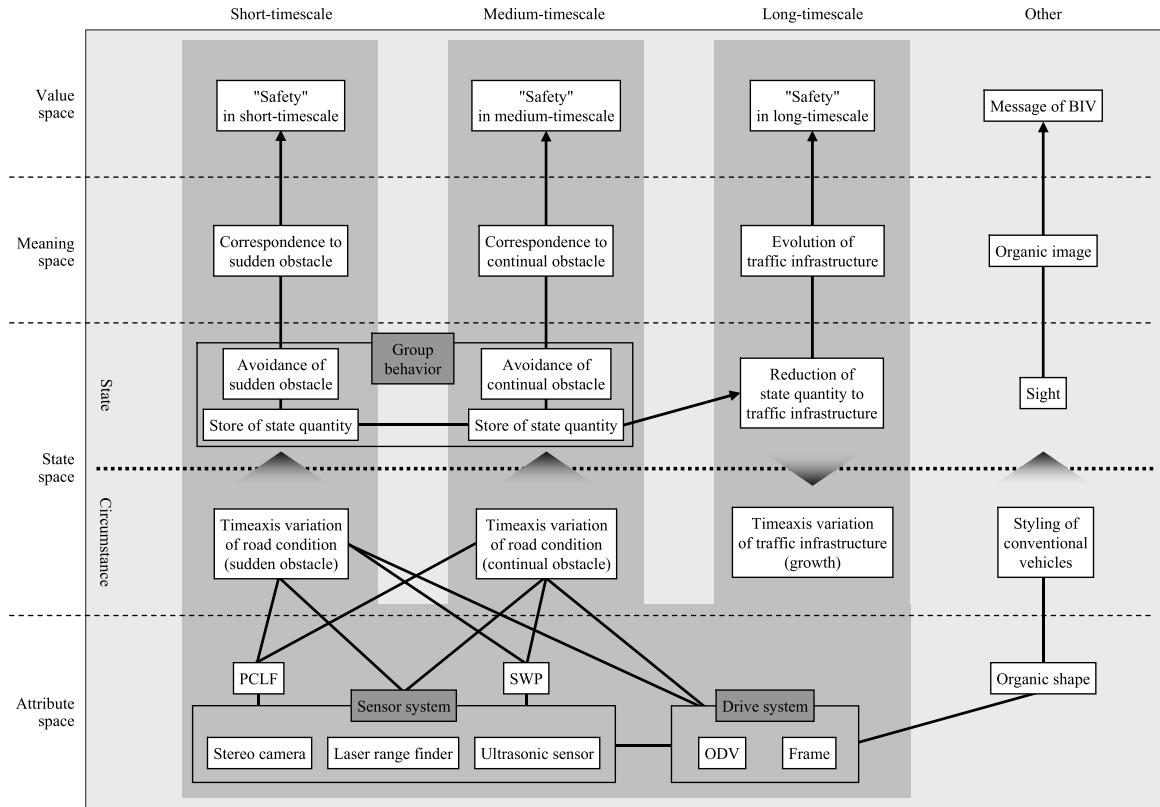 Short-timescale
Medium-timescale
Long-timescale
Other
Value
space
"Safety"
in short-timescale
"Safety"
in medium-timescale
"Safety"
in long-timescale
Message of BIV
Meaning
space
Correspondence to
sudden obstacle
Correspondence to
continual obstacle
Evolution of
traffic infrastructure
Organic image
State
space
State
Group
behavior
Avoidance of
sudden obstacle
Avoidance of
continual obstacle
Reduction of
state quantity to
traffic infrastructure
Sight
Store of state quantity
Store of state quantity
Circumstance
Timeaxis variation
of road condition
(sudden obstacle)
Timeaxis variation
of road condition
(continual obstacle)
Timeaxis variation
of traffic infrastructure
(growth)
Styling of
conventional
vehicles
Attribute
space
PCLF
SWP
Organic shape
Sensor system
Drive system
Stereo camera
Laser range finder
Ultrasonic sensor
ODV
Frame